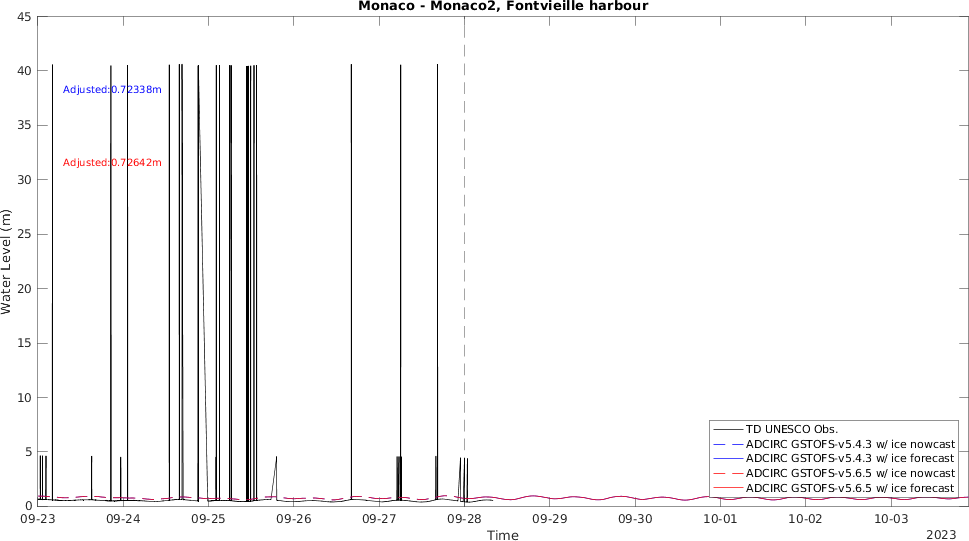 Monaco - Monaco2, Fontvieille harbour
45
40
35
30
25
20
15
10
5
0
Water Level (m)
Adjusted:0.72338m
Adjusted:0.72642m
TD UNESCO Obs.
ADCIRC GSTOFS-v5.4.3 w/ ice nowcast
ADCIRC GSTOFS-v5.4.3 w/ ice forecast
ADCIRC GSTOFS-v5.6.5 w/ ice nowcast
ADCIRC GSTOFS-v5.6.5 w/ ice forecast
09-23 09-24 09-25 09-26 09-27 09-28 09-29 09-30 10-01 10-02 10-03
Time
2023